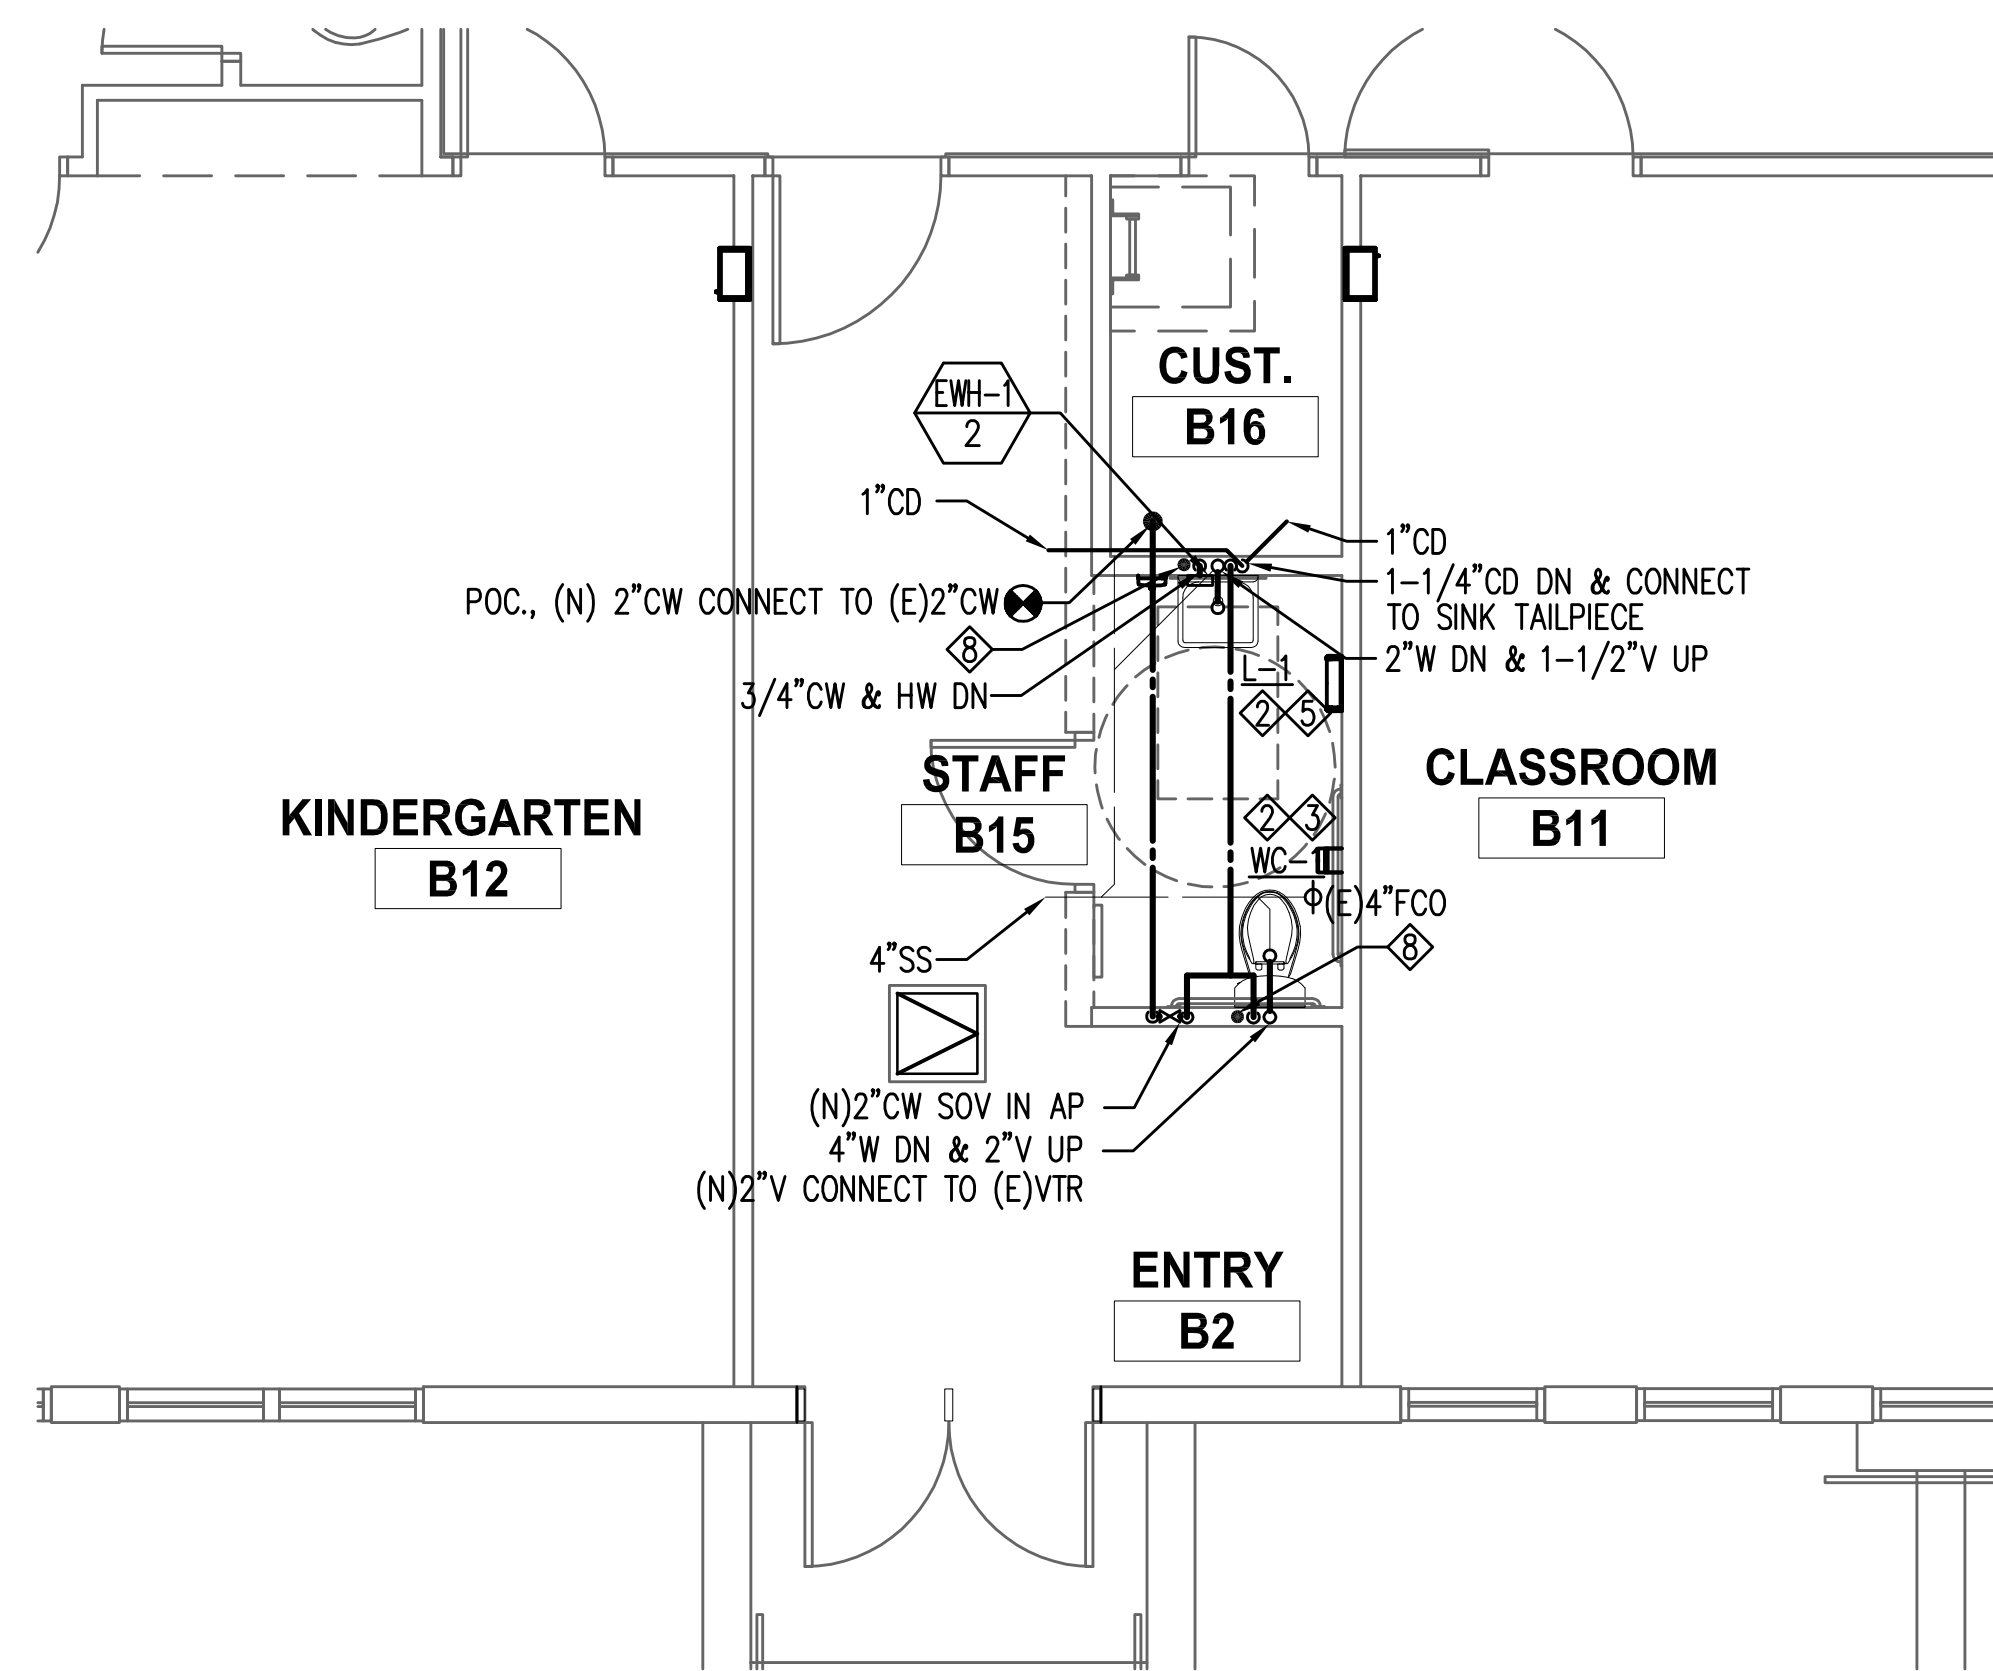 CUST.
B16
EWH-1
2
1"CD
1"CD
1-1/4"CD DN & CONNECT
TO SINK TAILPIECE
2"W DN & 1-1/2"V UP
POC., (N) 2"CW CONNECT TO (E)2"CW
8
3/4"CW & HW DN
L-1
2
5
STAFF
B15
CLASSROOM
B11
KINDERGARTEN
B12
2
3
WC-1
(E)4"FCO
8
4"SS
(N)2"CW SOV IN AP
4"W DN & 2"V UP
(N)2"V CONNECT TO (E)VTR
ENTRY
B2